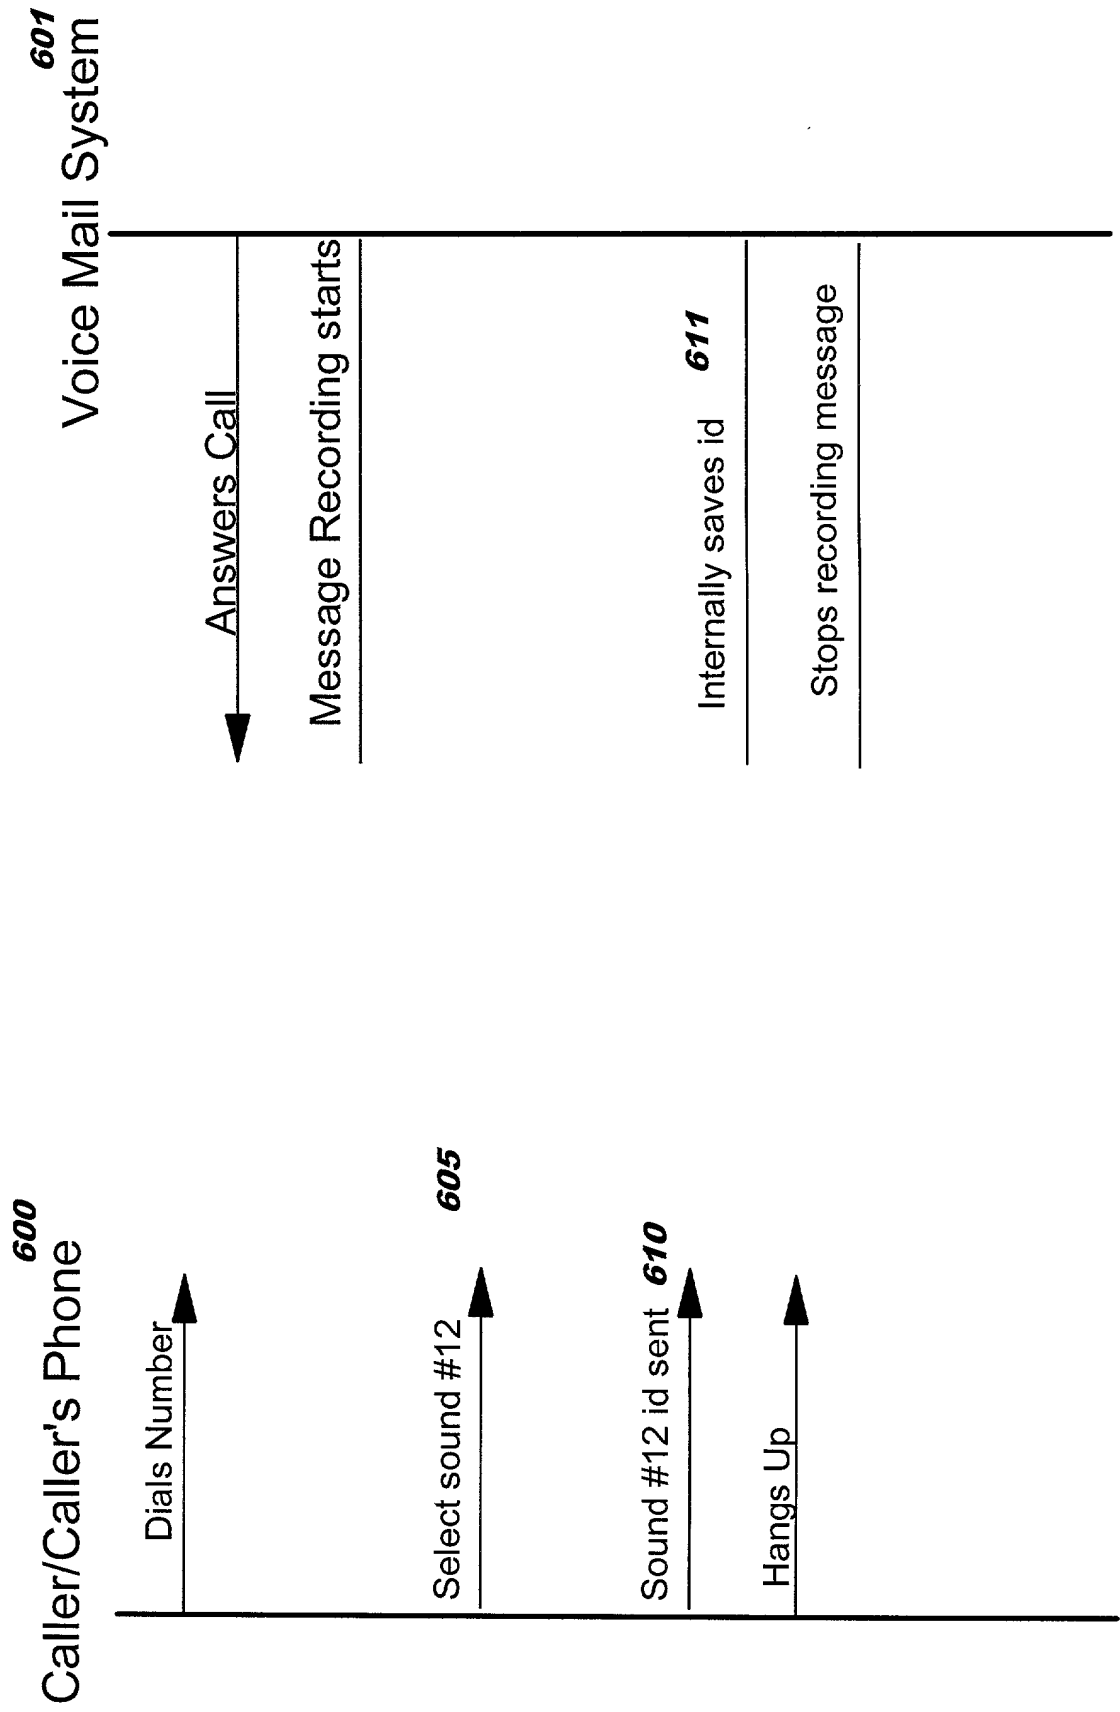 600
Caller/Caller's Phone
601
Voice Mail System
Dials Number
Answers Call
Message Recording starts
Select sound #12
605
Sound #12 id sent
610
Internally saves id
611
Hangs Up
Stops recording message